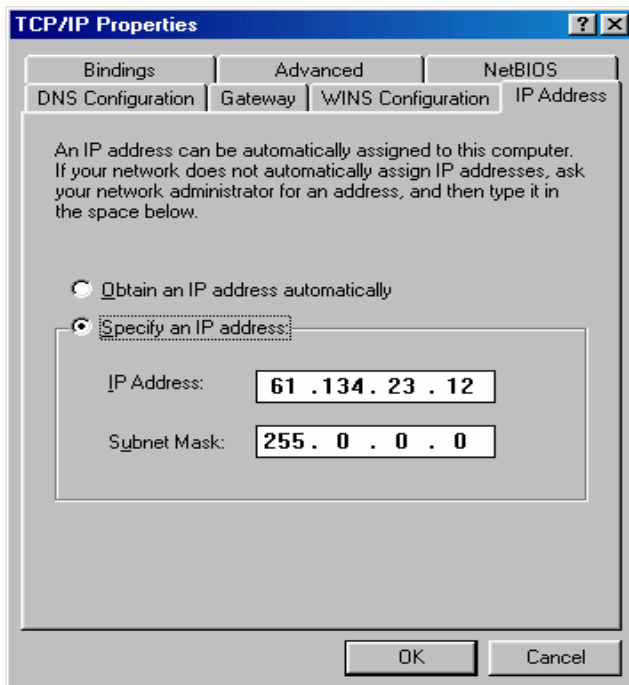 TCP/IP Properties
Bindings Advanced NetBIOS
DNS Configuration Gateway WINS Configuration IP Address
An IP address can be automatically assigned to this computer.
If your network does not automatically assign IP addresses, ask
your network administrator for an address, and then type it in
the space below.
Obtain an IP address automatically
Specify an IP address:
IP Address: 61 .134. 23 . 12
Subnet Mask: 255. 0 . 0 . 0
OK Cancel